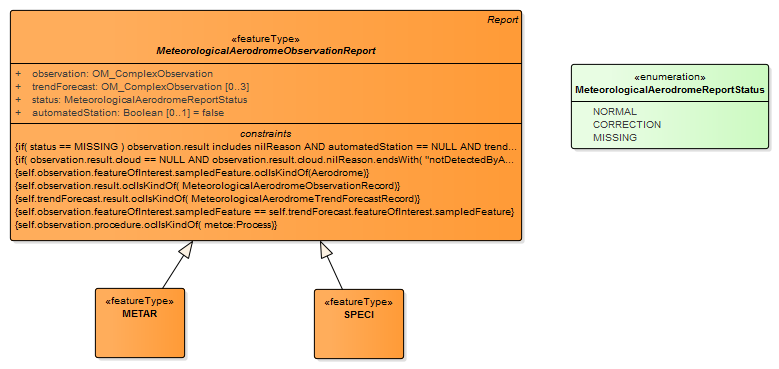 Report
«featureType»
MeteorologicalAerodromeObservationReport
+ observation: OM_ComplexObservation
+ trendForecast: OM_ComplexObservation [0..3]
+ status: MeteorologicalAerodromeReportStatus
+ automatedStation: Boolean [0..1] = false
constraints
{if( status == MISSING ) observation.result includes nilReason AND automatedStation == NULL AND trend...
{if( observation.result.cloud == NULL AND observation.result.cloud.nilReason.endsWith( "notDetectedByA...
{self.observation.featureOfInterest.sampledFeature.oclIsKindOf(Aerodrome)}
{self.observation.result.oclIsKindOf( MeteorologicalAerodromeObservationRecord)}
{self.trendForecast.result.oclIsKindOf( MeteorologicalAerodromeTrendForecastRecord)}
{self.observation.featureOfInterest.sampledFeature == self.trendForecast.featureOfInterest.sampledFeature}
{self.observation.procedure.oclIsKindOf( metce:Process)}
«enumeration»
MeteorologicalAerodromeReportStatus
NORMAL
CORRECTION
MISSING
«featureType»
METAR
«featureType»
SPECI